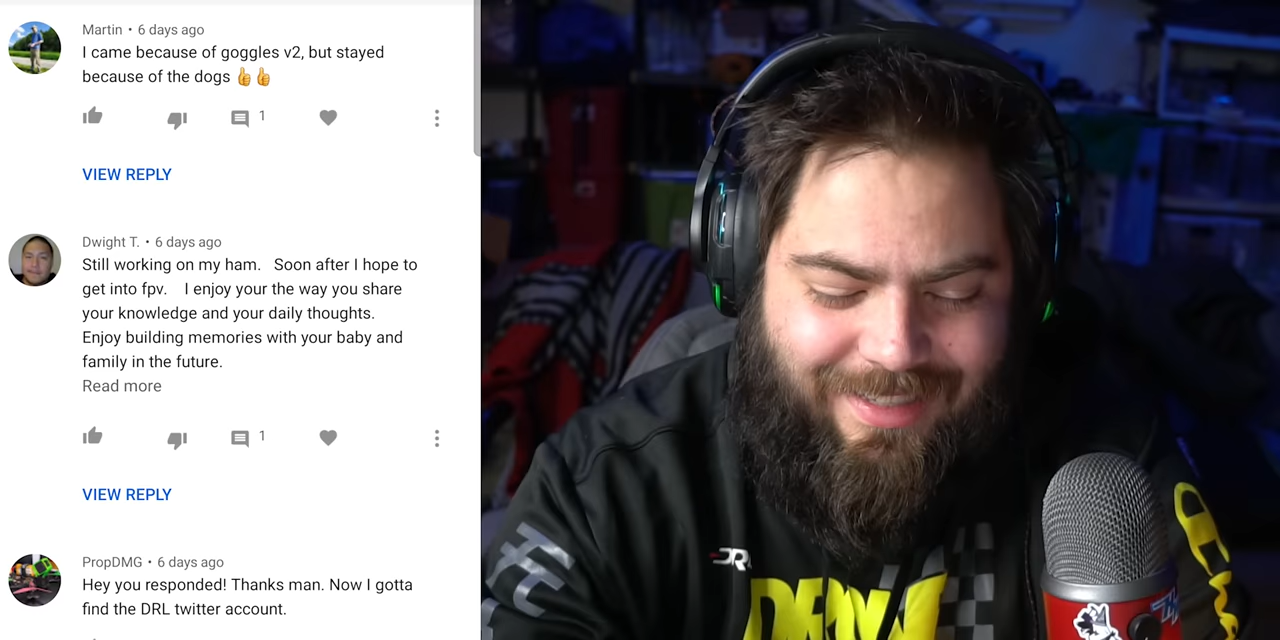 Martin • 6 days ago
I came because of goggles v2, but stayed
because of the dogs 👍👍
1
VIEW REPLY
Dwight T. • 6 days ago
Still working on my ham. Soon after I hope to
get into fpv. I enjoy your the way you share
your knowledge and your daily thoughts.
Enjoy building memories with your baby and
family in the future.
Read more
1
VIEW REPLY
PropDMG • 6 days ago
Hey you responded! Thanks man. Now I gotta
find the DRL twitter account.
DRL